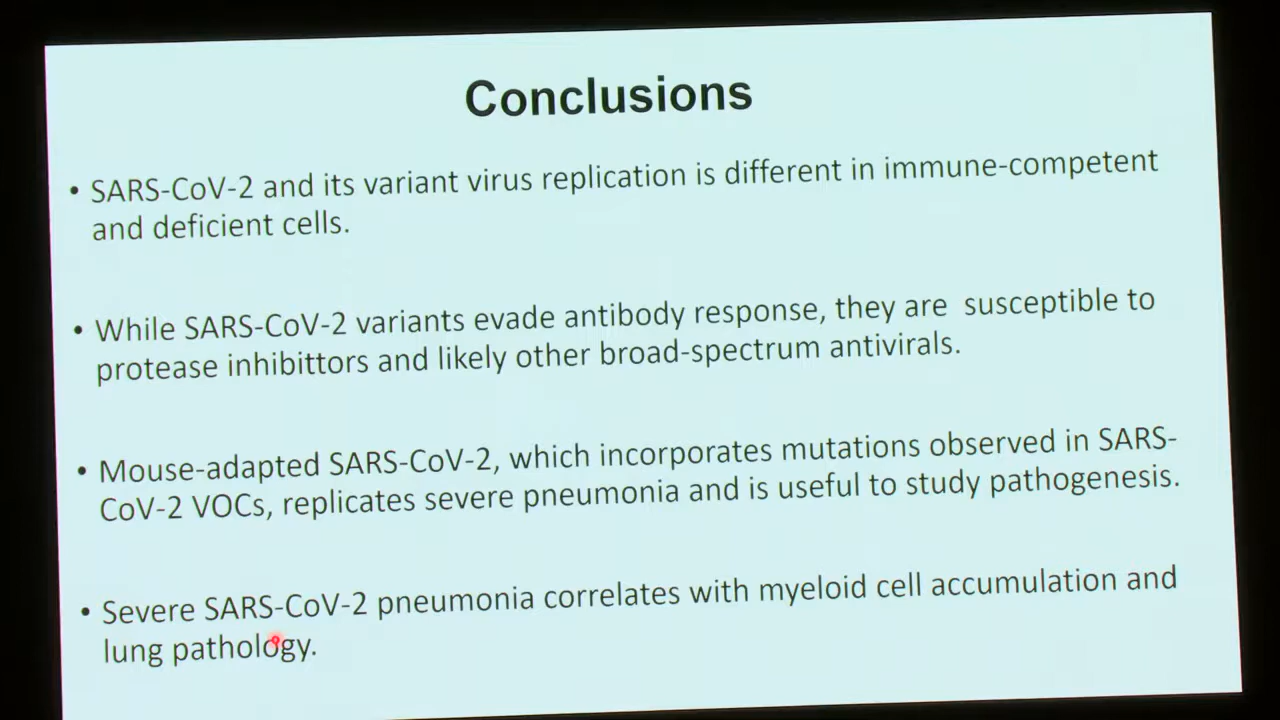 Conclusions
• SARS-CoV-2 and its variant virus replication is different in immune-competent
and deficient cells.
• While SARS-CoV-2 variants evade antibody response, they are  susceptible to
protease inhibittors and likely other broad-spectrum antivirals.
• Mouse-adapted SARS-CoV-2, which incorporates mutations observed in SARS-
CoV-2 VOCs, replicates severe pneumonia and is useful to study pathogenesis.
• Severe SARS-CoV-2 pneumonia correlates with myeloid cell accumulation and
lung pathology.